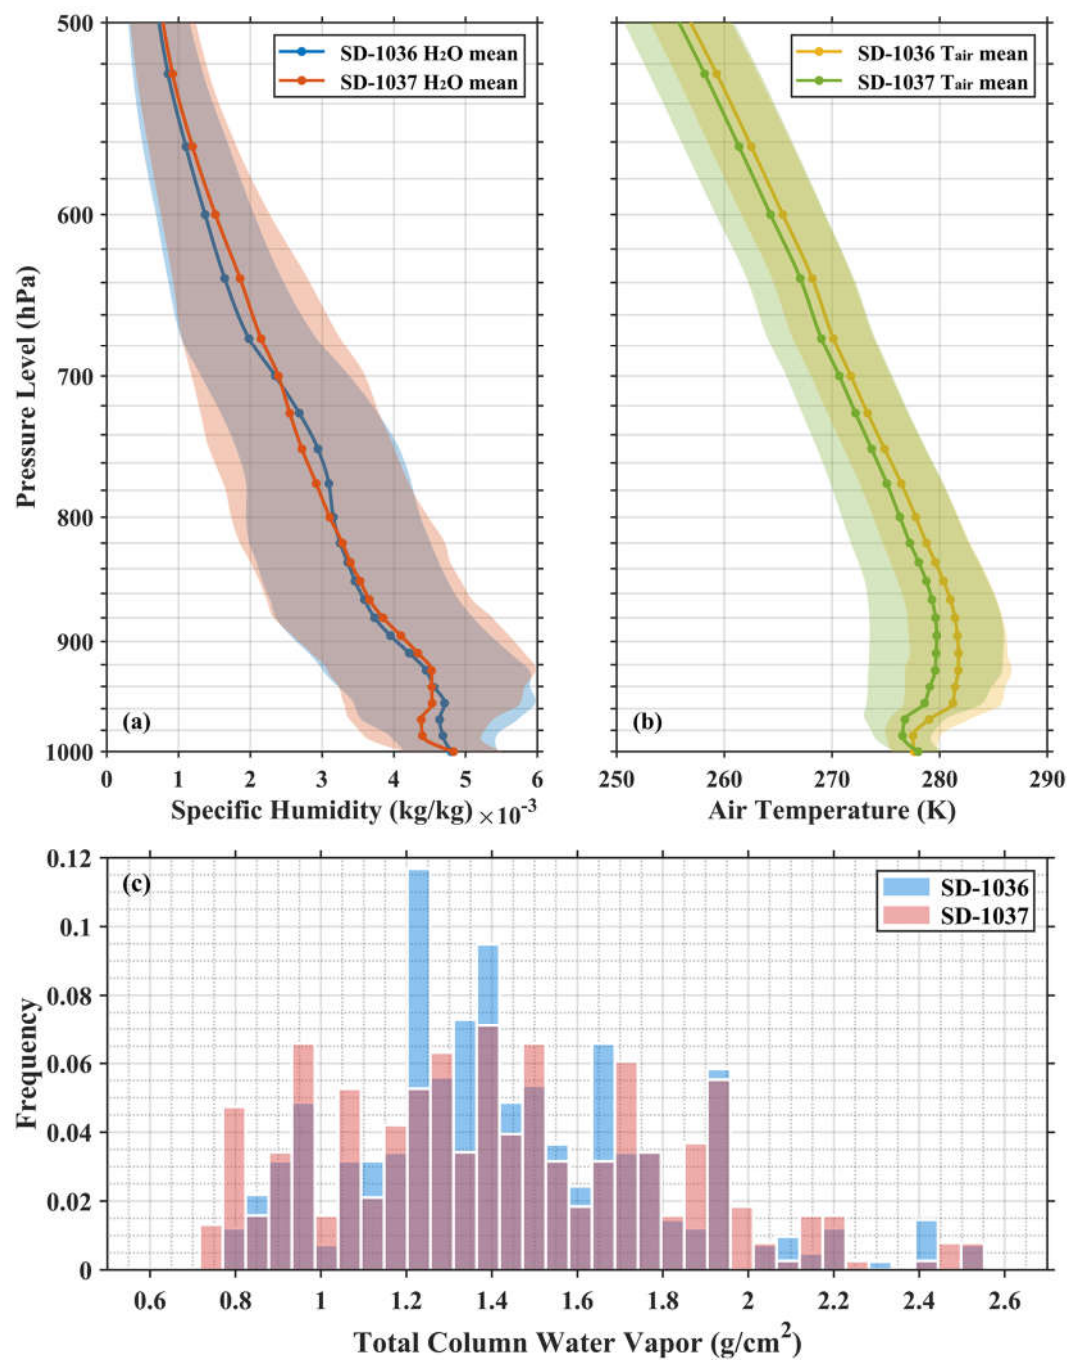 500
600
700
800
900
1000
Pressure Level (hPa)
SD-1036 H₂O mean
SD-1037 H₂O mean
(a)
0 1 2 3 4 5 6
Specific Humidity (kg/kg) ×10⁻³
SD-1036 Tair mean
SD-1037 Tair mean
(b)
250 260 270 280 290
Air Temperature (K)
0.12
0.1
0.08
0.06
0.04
0.02
0
Frequency
(c)
SD-1036
SD-1037
0.6 0.8 1 1.2 1.4 1.6 1.8 2 2.2 2.4 2.6
Total Column Water Vapor (g/cm²)